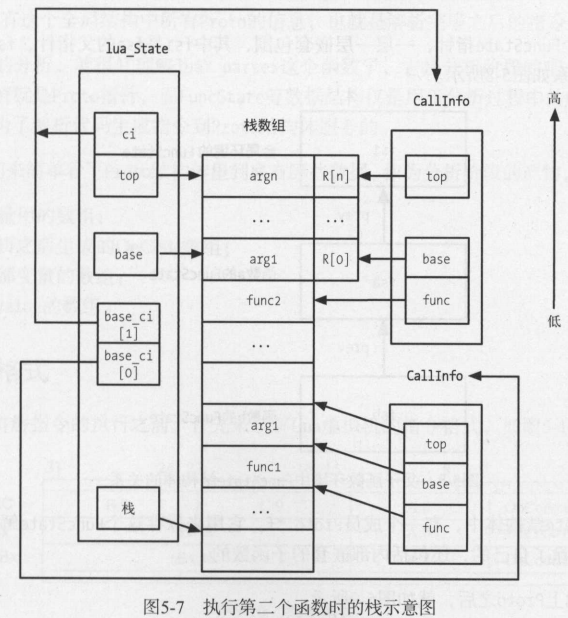 lua_State
CallInfo
高
栈数组
ci
top
argn
R[n]
top
...
...
base
arg1
R[0]
base
func2
func
低
base_ci
[1]
...
base_ci
[0]
CallInfo
top
arg1
func1
base
栈
...
func
图5-7 执行第二个函数时的栈示意图